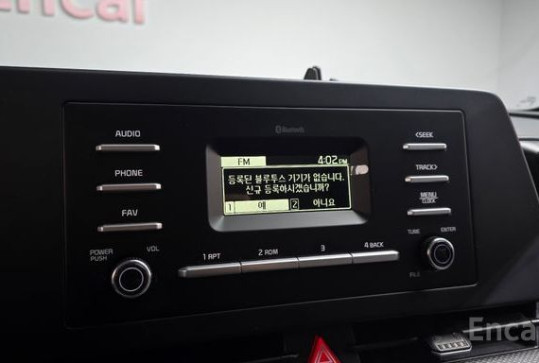 Encar
Bluetooth
AUDIO
PHONE
FAV
POWER
PUSH
VOL
FM
4:02 PM
등록된 블루투스 기기가 없습니다.
신규 등록하시겠습니까?
1 예 2 아니요
1 RPT
2 RDM
3
4 BACK
<SEEK
TRACK>
MENU
CLOCK
TUNE
ENTER
Encar